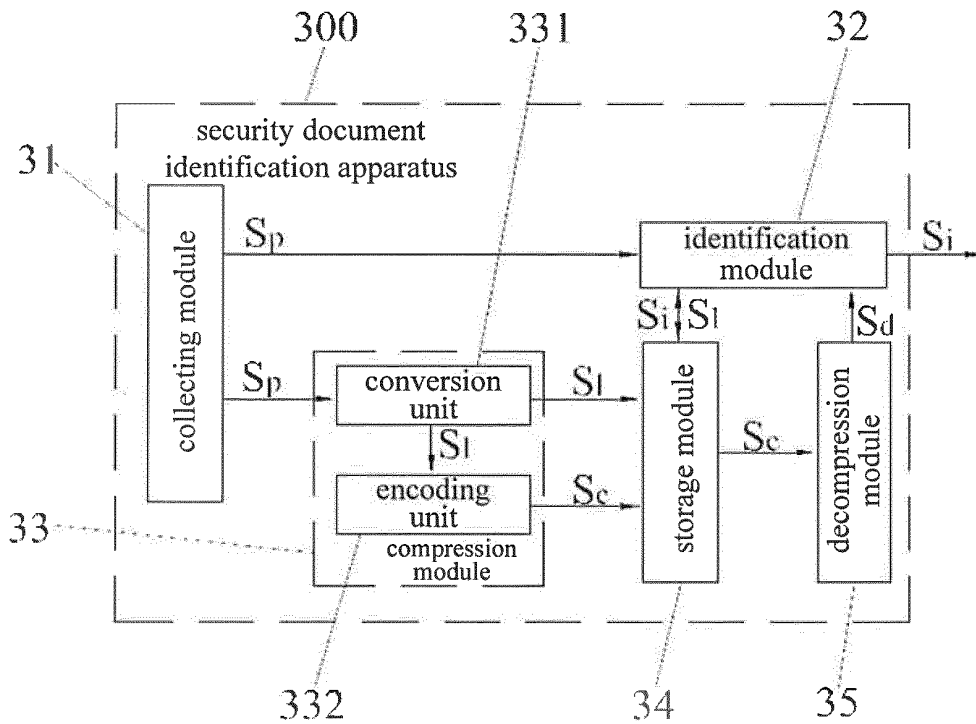 300
331
32
security document
identification apparatus
31
collecting module
Sp
identification
module
Si
Si
Sl
Sd
Sp
conversion
unit
Sl
Sl
storage module
Sc
decompression
module
encoding
unit
Sc
compression
module
33
332
34
35